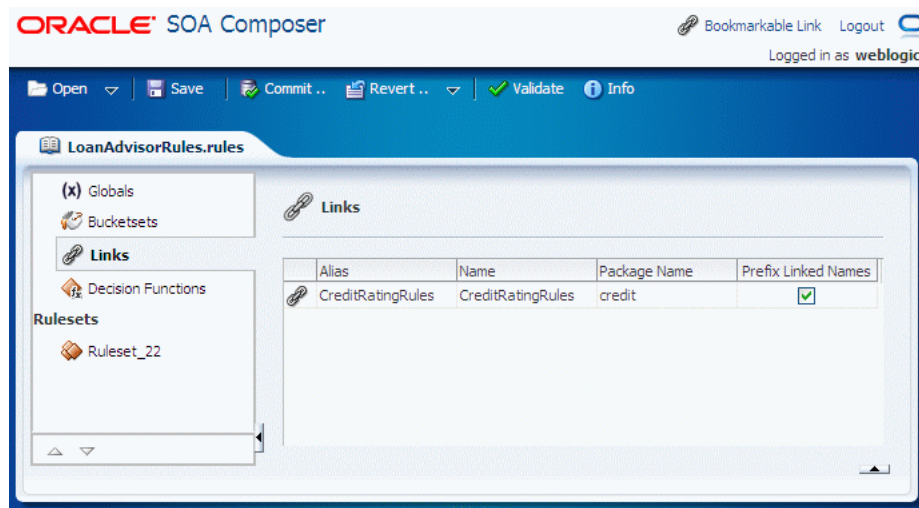 ORACLE SOA Composer
Bookmarkable Link Logout
Logged in as weblogic
Open Save Commit .. Revert .. Validate Info
LoanAdvisorRules.rules
(x) Globals
Bucketsets
Links
Decision Functions
Rulesets
Ruleset_22
Links
Alias Name Package Name Prefix Linked Names
CreditRatingRules CreditRatingRules credit